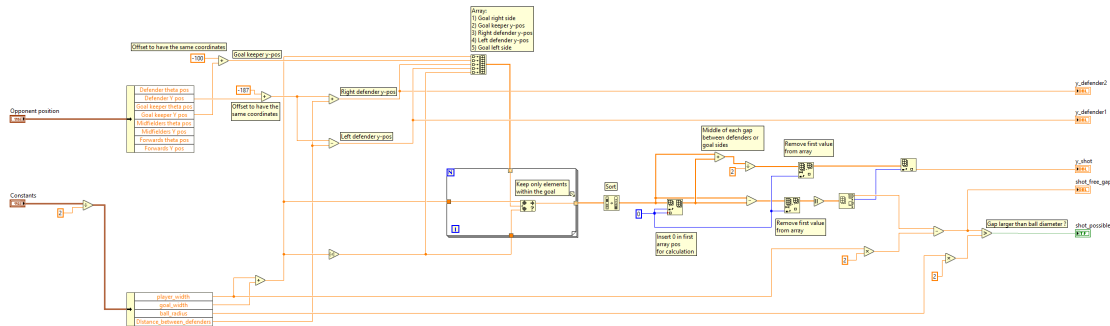 Array:
1) Goal right side
2) Goal keeper y-pos
3) Right defender y-pos
4) Left defender y-pos
5) Goal left side
Offset to have the same coordinates
Goal keeper y-pos
-100
-187
Defender theta pos
Defender Y pos
Goal keeper theta pos
Goal keeper Y pos
Midfielders theta pos
Midfielders Y pos
Forwards theta pos
Forwards Y pos
Opponent position
Offset to have the
same coordinates
Right defender y-pos
Left defender y-pos
y_defender2
y_defender1
Middle of each gap
between defenders or
goal sides
Remove first value
from array
2
y_shot
shot_free_gap
N
Keep only elements
within the goal
i
Sort
0
Insert 0 in first
array pos
for calculation
Remove first value
from array
Gap larger than ball diameter ?
shot_possible
Constants
2
2
2
player_width
goal_width
ball_radius
Distance_between_defenders